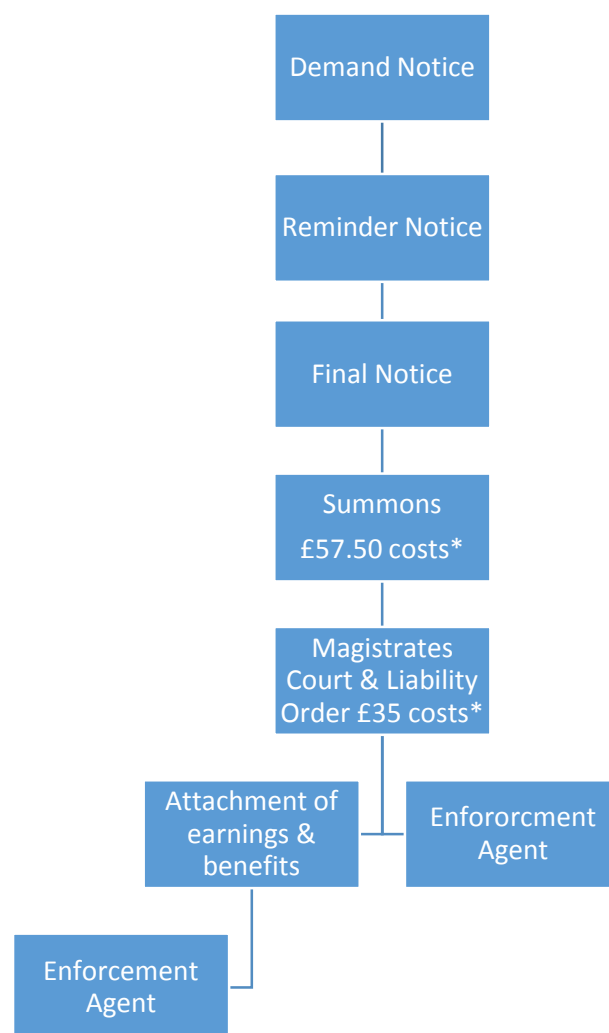 Demand Notice
Reminder Notice
Final Notice
Summons
£57.50 costs*
Magistrates
Court & Liability
Order £35 costs*
Attachment of
earnings &
benefits
Enfororcment
Agent
Enforcement
Agent